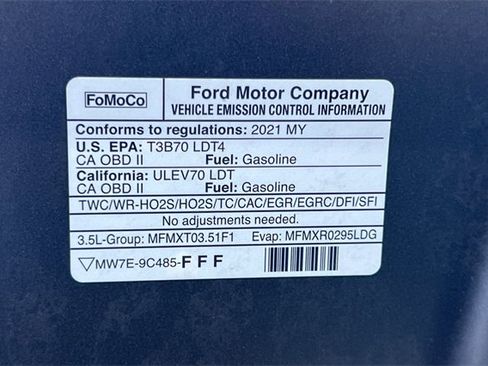 FoMoCo
Ford Motor Company
VEHICLE EMISSION CONTROL INFORMATION
Conforms to regulations: 2021 MY
U.S. EPA: T3B70 LDT4
CA OBD II Fuel: Gasoline
California: ULEV70 LDT
CA OBD II Fuel: Gasoline
TWC/WR-HO2S/HO2S/TC/CAC/EGR/EGRC/DFI/SFI
No adjustments needed.
3.5L-Group: MFMXT03.51F1 Evap: MFMXR0295LDG
MW7E-9C485-F F F